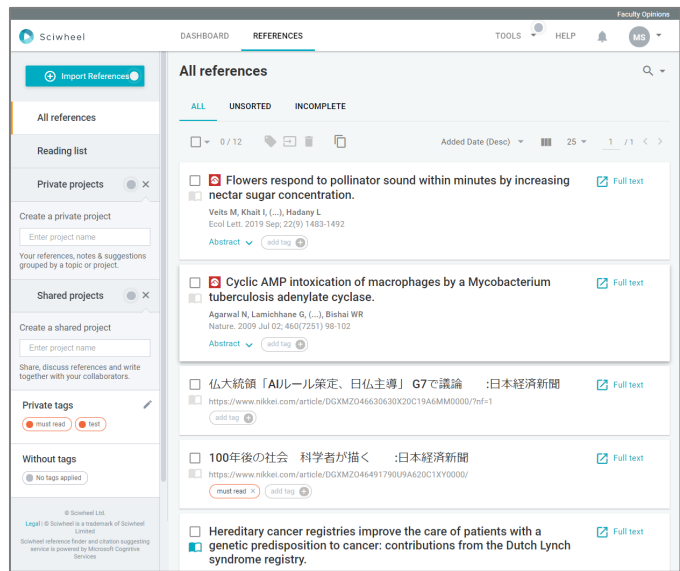 Faculty Opinions
Sciwheel
DASHBOARD
REFERENCES
TOOLS
HELP
MS
Import References
All references
Reading list
Private projects
Create a private project
Enter project name
Your references, notes & suggestions
grouped by a topic or project.
Shared projects
Create a shared project
Enter project name
Share, discuss references and write
together with your collaborators.
Private tags
must read
test
Without tags
No tags applied
© Sciwheel Ltd.
Legal: © Sciwheel is a trademark of Sciwheel
Limited
Sciwheel reference finder and citation suggesting
service is powered by Microsoft Cognitive
Services
All references
ALL
UNSORTED
INCOMPLETE
0 / 12
Added Date (Desc)
25
1 / 1
Flowers respond to pollinator sound within minutes by increasing
nectar sugar concentration.
Full text
Veits M, Khait I, (...), Hadany L
Ecol Lett. 2019 Sep; 22(9) 1483-1492
Abstract
add tag
Cyclic AMP intoxication of macrophages by a Mycobacterium
tuberculosis adenylate cyclase.
Full text
Agarwal N, Lamichhane G, (...), Bishai WR
Nature. 2009 Jul 02; 460(7251) 98-102
Abstract
add tag
仏大統領「AIルール策定、日仏主導」 G7で議論　　:日本経済新聞
Full text
https://www.nikkei.com/article/DGXMZO46630630X20C19A6MM0000/?nf=1
add tag
100年後の社会　科学者が描く　　:日本経済新聞
Full text
https://www.nikkei.com/article/DGXMZO46491790U9A620C1XY0000/
must read ×
add tag
Hereditary cancer registries improve the care of patients with a
genetic predisposition to cancer: contributions from the Dutch Lynch
syndrome registry.
Full text